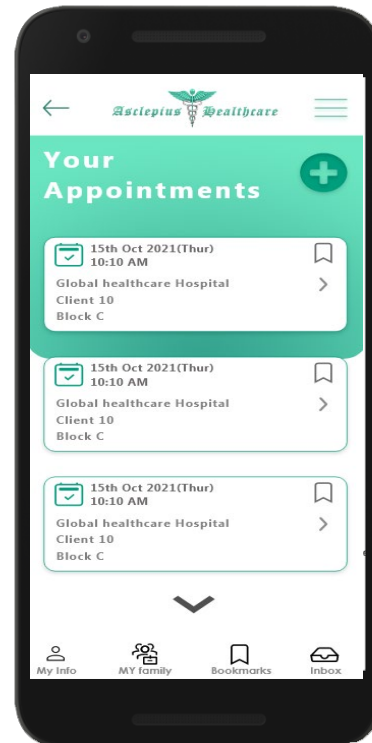 Asclepius Healthcare
Your
Appointments
15th Oct 2021(Thur)
10:10 AM
Global healthcare Hospital
Client 10
Block C
15th Oct 2021(Thur)
10:10 AM
Global healthcare Hospital
Client 10
Block C
15th Oct 2021(Thur)
10:10 AM
Global healthcare Hospital
Client 10
Block C
My Info MY family Bookmarks Inbox